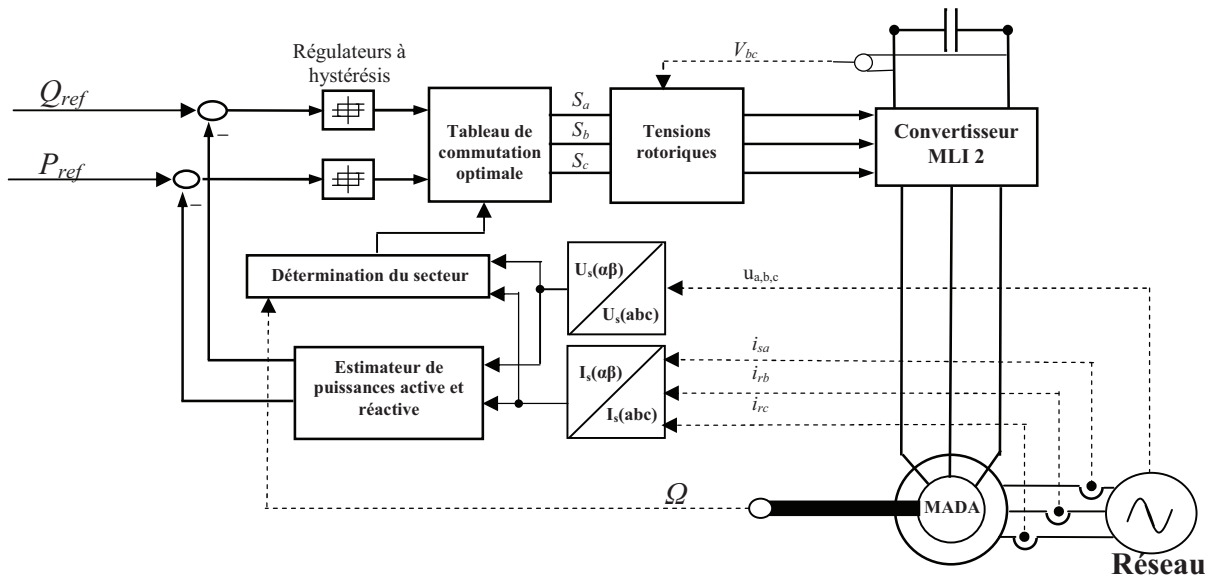 Régulateurs à
hystérésis
V_bc
Q_ref
P_ref
–
–
Tableau de
commutation
optimale
S_a
S_b
S_c
Tensions
rotoriques
Convertisseur
MLI 2
Détermination du secteur
U_s(αβ)
U_s(abc)
u_a,b,c
Estimateur de
puissances active et
réactive
I_s(αβ)
I_s(abc)
i_sa
i_rb
i_rc
Ω
MADA
Réseau